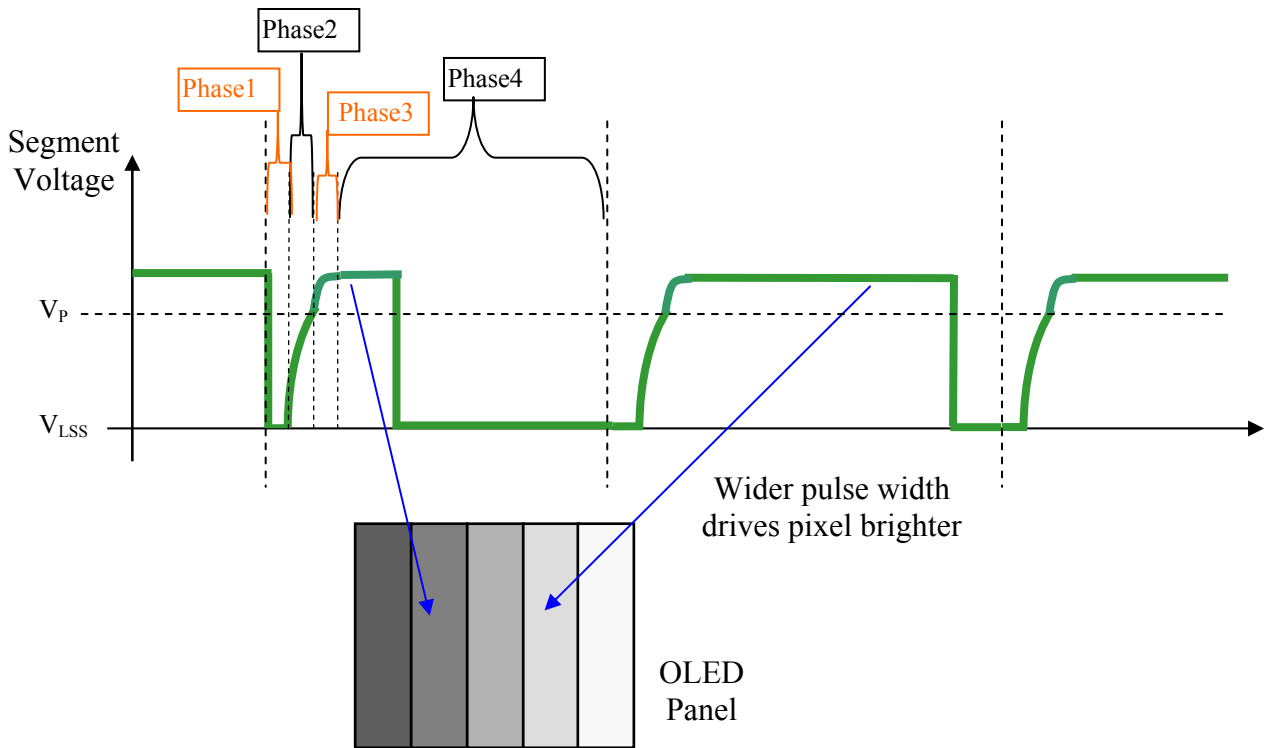 Phase2
Phase1
Phase4
Phase3
Segment
Voltage
VP
VLSS
Wider pulse width
drives pixel brighter
OLED
Panel